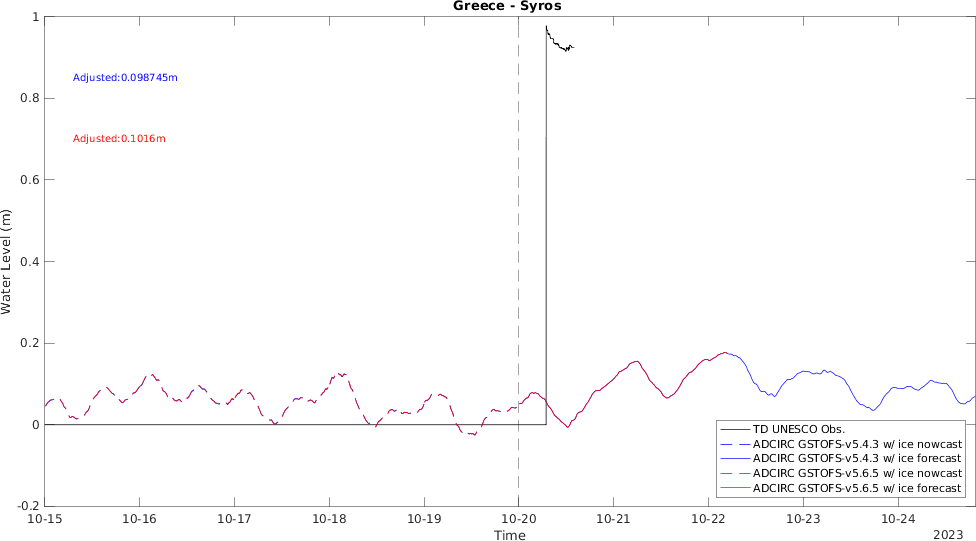 Greece - Syros
1
0.8
0.6
0.4
0.2
0
-0.2
Water Level (m)
Adjusted:0.098745m
Adjusted:0.1016m
TD UNESCO Obs.
ADCIRC GSTOFS-v5.4.3 w/ ice nowcast
ADCIRC GSTOFS-v5.4.3 w/ ice forecast
ADCIRC GSTOFS-v5.6.5 w/ ice nowcast
ADCIRC GSTOFS-v5.6.5 w/ ice forecast
10-15 10-16 10-17 10-18 10-19 10-20 10-21 10-22 10-23 10-24
Time
2023